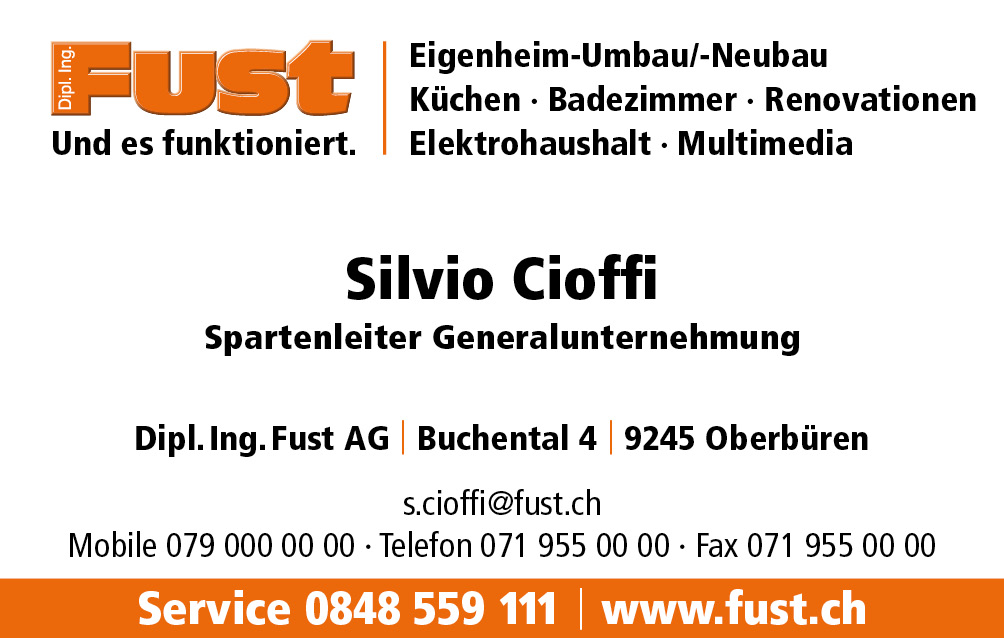 Dipl. Ing.
Fust
Und es funktioniert.
Eigenheim-Umbau/-Neubau
Küchen · Badezimmer · Renovationen
Elektrohaushalt · Multimedia
Silvio Cioffi
Spartenleiter Generalunternehmung
Dipl. Ing. Fust AG | Buchental 4 | 9245 Oberbüren
s.cioffi@fust.ch
Mobile 079 000 00 00 · Telefon 071 955 00 00 · Fax 071 955 00 00
Service 0848 559 111 | www.fust.ch